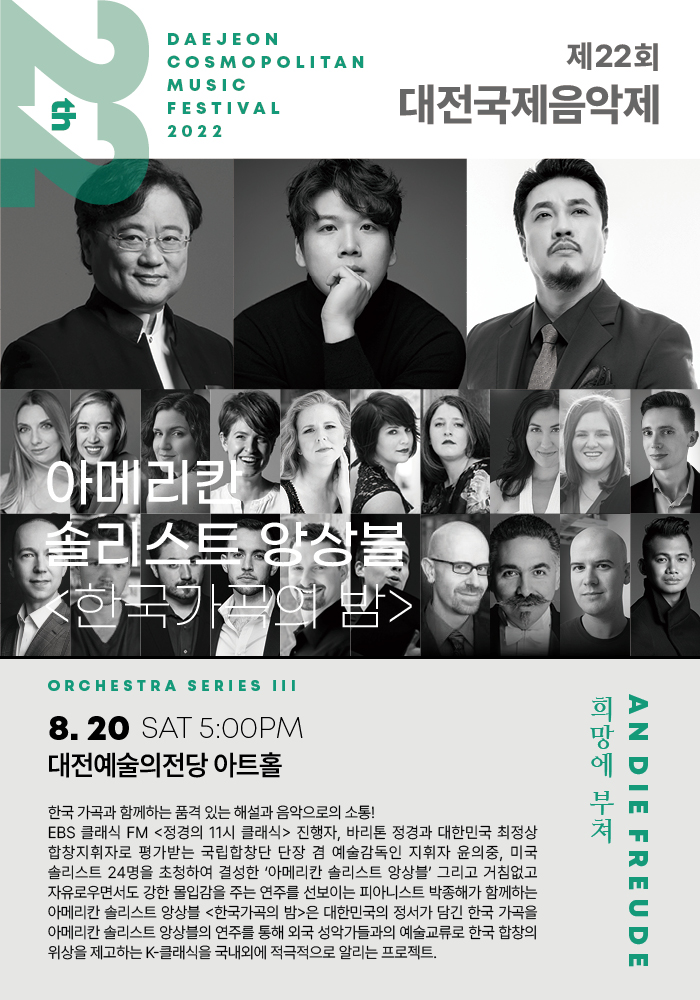 22
th
DAEJEON
COSMOPOLITAN
MUSIC
FESTIVAL
2022
제22회
대전국제음악제
아메리칸
솔리스트 앙상블
<한국가곡의 밤>
ORCHESTRA SERIES III
8. 20 SAT 5:00PM
대전예술의전당 아트홀
한국 가곡과 함께하는 품격 있는 해설과 음악으로의 소통!
EBS 클래식 FM <정경의 11시 클래식> 진행자, 바리톤 정경과 대한민국 최정상
합창지휘자로 평가받는 국립합창단 단장 겸 예술감독인 지휘자 윤의중, 미국
솔리스트 24명을 초청하여 결성한 ‘아메리칸 솔리스트 앙상블’ 그리고 거침없고
자유로우면서도 강한 몰입감을 주는 연주를 선보이는 피아니스트 박종해가 함께하는
아메리칸 솔리스트 앙상블 <한국가곡의 밤>은 대한민국의 정서가 담긴 한국 가곡을
아메리칸 솔리스트 앙상블의 연주를 통해 외국 성악가들과의 예술교류로 한국 합창의
위상을 제고하는 K-클래식을 국내외에 적극적으로 알리는 프로젝트.
희망에 부쳐
AN DIE FREUDE